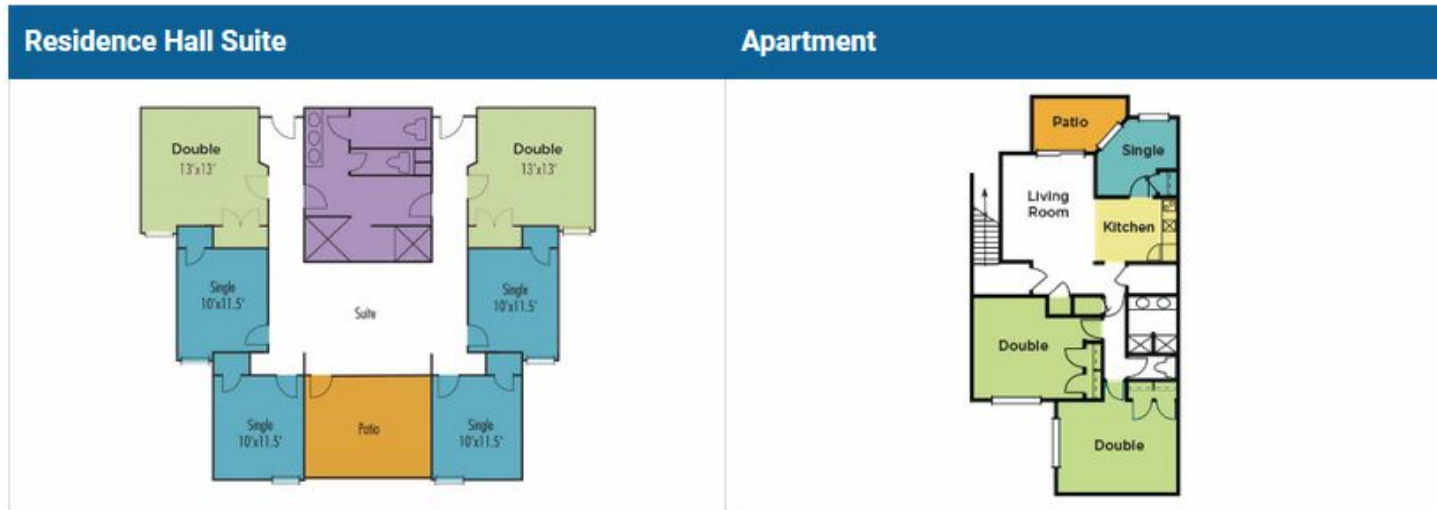 Residence Hall Suite
Apartment
Double
13'x13'
Double
13'x13'
Single
10'x11.5'
Single
10'x11.5'
Suite
Single
10'x11.5'
Patio
Single
10'x11.5'
Patio
Single
Living
Room
Kitchen
Double
Double